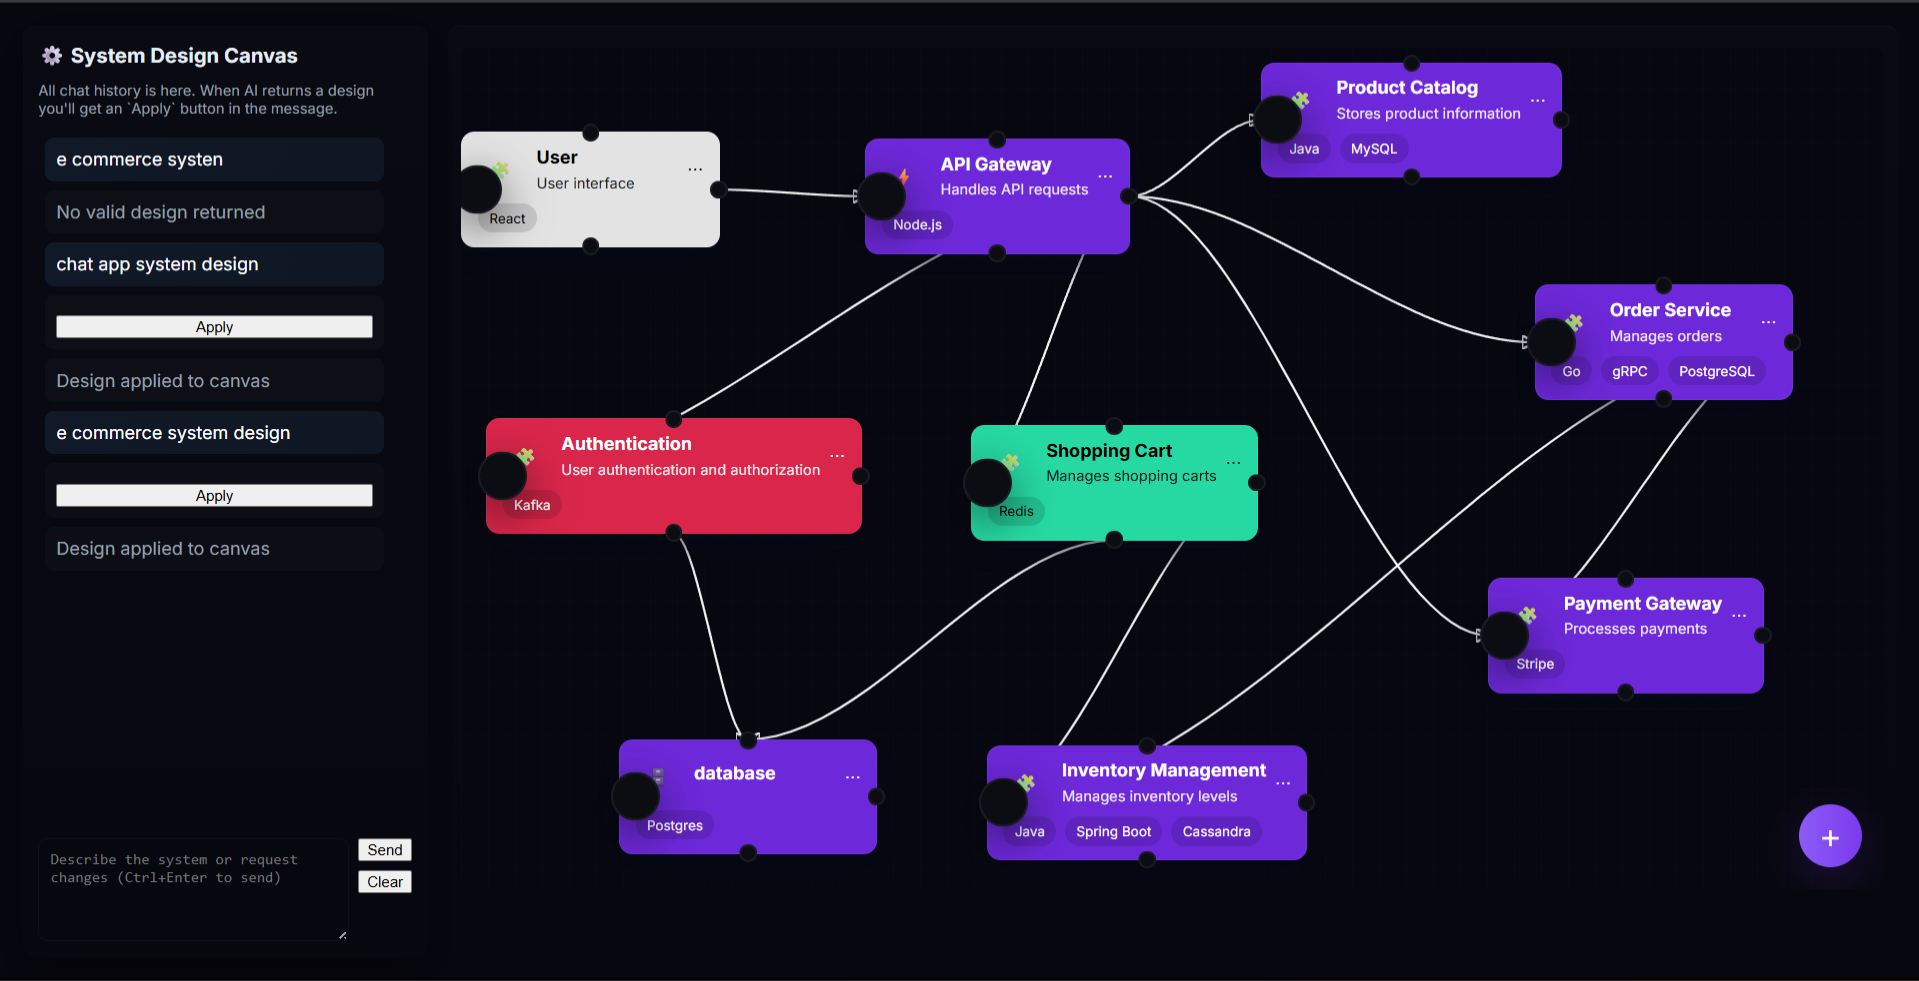 System Design Canvas
All chat history is here. When AI returns a design
you'll get an `Apply` button in the message.
e commerce systen
No valid design returned
chat app system design
Apply
Design applied to canvas
e commerce system design
Apply
Design applied to canvas
Describe the system or request
changes (Ctrl+Enter to send)
Send
Clear
User
...
User interface
React
API Gateway
...
Handles API requests
Node.js
Product Catalog
...
Stores product information
Java MySQL
Order Service
...
Manages orders
Go gRPC PostgreSQL
Authentication
...
User authentication and authorization
Kafka
Shopping Cart
...
Manages shopping carts
Redis
Payment Gateway
...
Processes payments
Stripe
database
...
Postgres
Inventory Management
...
Manages inventory levels
Java Spring Boot Cassandra
+